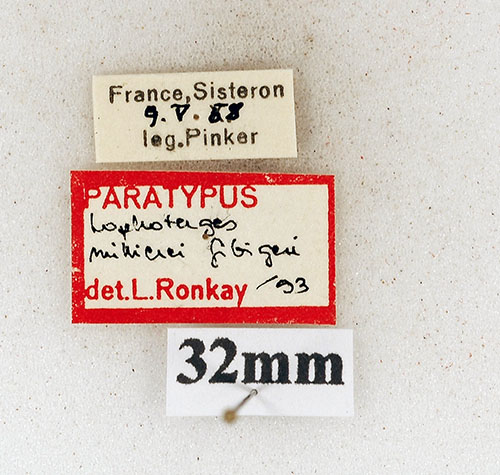 France, Sisteron
9. V. 88
leg. Pinker
PARATYPUS
Lophoterges
millierei fibigeri
det. L. Ronkay /93
32mm